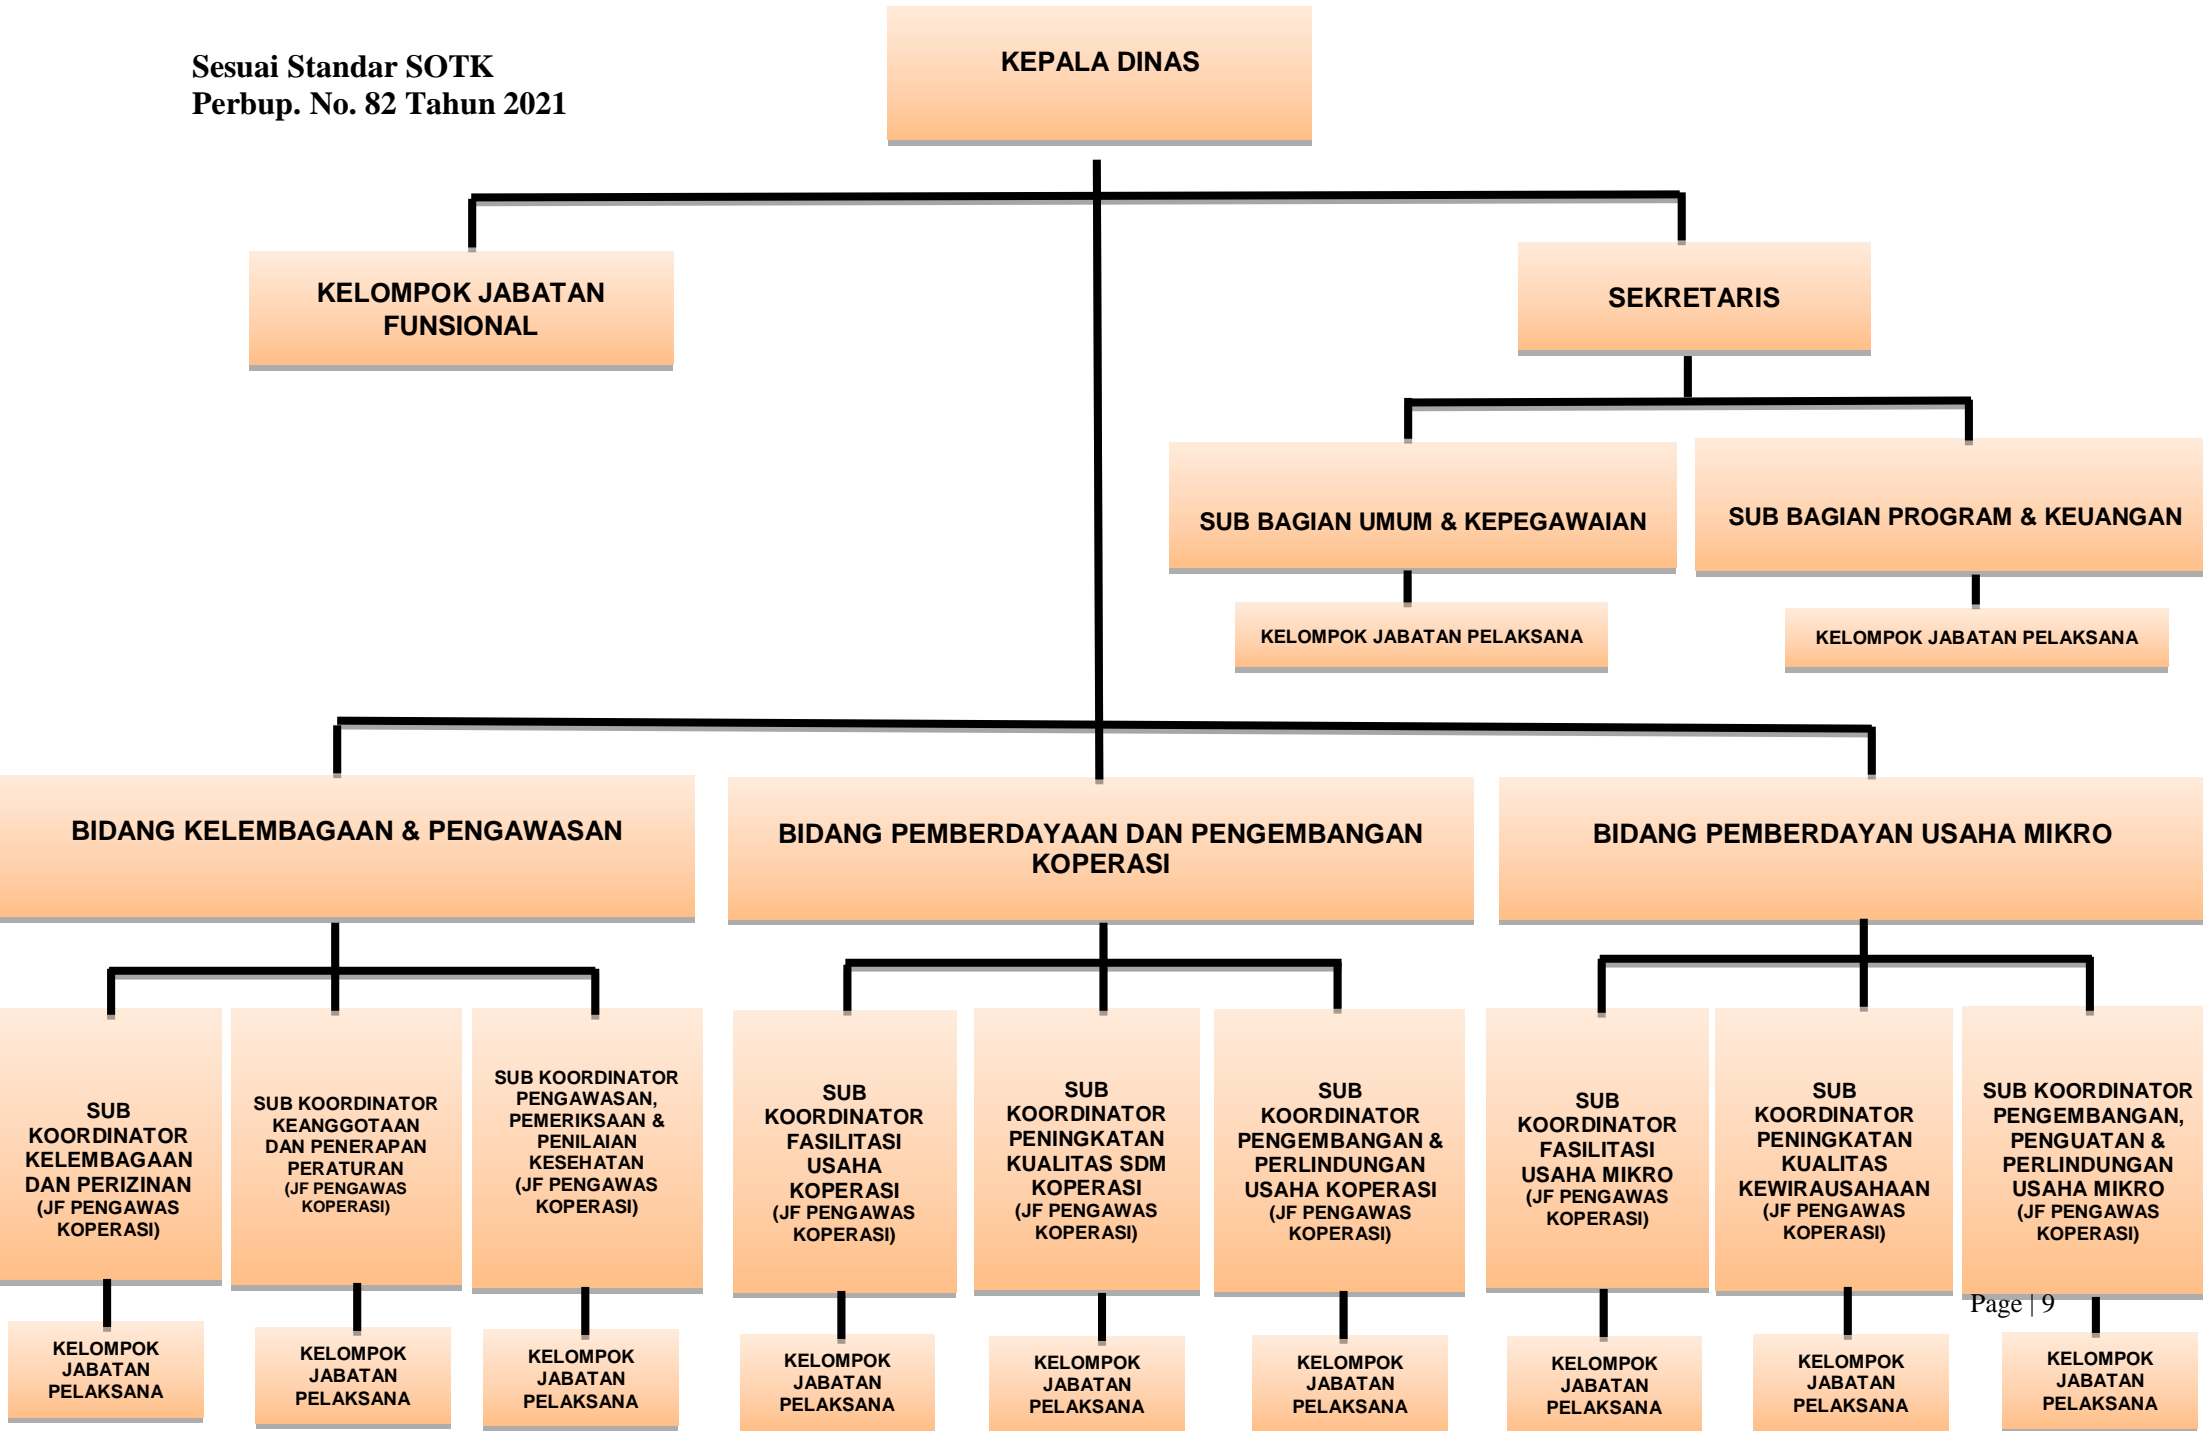 Sesuai Standar SOTK
Perbup. No. 82 Tahun 2021
KEPALA DINAS
KELOMPOK JABATAN
FUNSIONAL
SEKRETARIS
SUB BAGIAN UMUM & KEPEGAWAIAN
SUB BAGIAN PROGRAM & KEUANGAN
KELOMPOK JABATAN PELAKSANA
KELOMPOK JABATAN PELAKSANA
BIDANG KELEMBAGAAN & PENGAWASAN
BIDANG PEMBERDAYAAN DAN PENGEMBANGAN
KOPERASI
BIDANG PEMBERDAYAN USAHA MIKRO
SUB
KOORDINATOR
KELEMBAGAAN
DAN PERIZINAN
(JF PENGAWAS
KOPERASI)
SUB KOORDINATOR
KEANGGOTAAN
DAN PENERAPAN
PERATURAN
(JF PENGAWAS
KOPERASI)
SUB KOORDINATOR
PENGAWASAN,
PEMERIKSAAN &
PENILAIAN
KESEHATAN
(JF PENGAWAS
KOPERASI)
SUB
KOORDINATOR
FASILITASI
USAHA
KOPERASI
(JF PENGAWAS
KOPERASI)
SUB
KOORDINATOR
PENINGKATAN
KUALITAS SDM
KOPERASI
(JF PENGAWAS
KOPERASI)
SUB
KOORDINATOR
PENGEMBANGAN &
PERLINDUNGAN
USAHA KOPERASI
(JF PENGAWAS
KOPERASI)
SUB
KOORDINATOR
FASILITASI
USAHA MIKRO
(JF PENGAWAS
KOPERASI)
SUB
KOORDINATOR
PENINGKATAN
KUALITAS
KEWIRAUSAHAAN
(JF PENGAWAS
KOPERASI)
SUB KOORDINATOR
PENGEMBANGAN,
PENGUATAN &
PERLINDUNGAN
USAHA MIKRO
(JF PENGAWAS
KOPERASI)
Page | 9
KELOMPOK
JABATAN
PELAKSANA
KELOMPOK
JABATAN
PELAKSANA
KELOMPOK
JABATAN
PELAKSANA
KELOMPOK
JABATAN
PELAKSANA
KELOMPOK
JABATAN
PELAKSANA
KELOMPOK
JABATAN
PELAKSANA
KELOMPOK
JABATAN
PELAKSANA
KELOMPOK
JABATAN
PELAKSANA
KELOMPOK
JABATAN
PELAKSANA